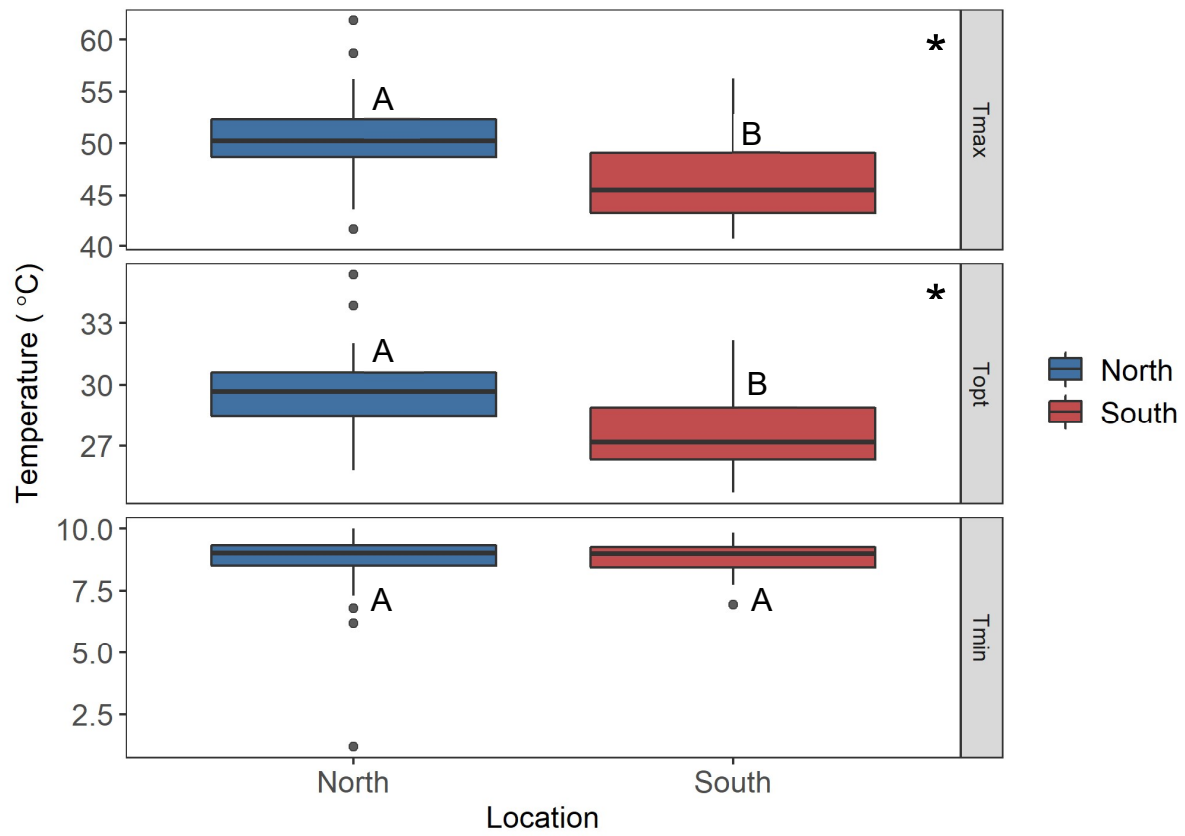 Temperature ( °C)
60
55
50
45
40
A
B
*
Tmax
33
30
27
A
B
*
Topt
10.0
7.5
5.0
2.5
A
A
Tmin
North
South
Location
North
South